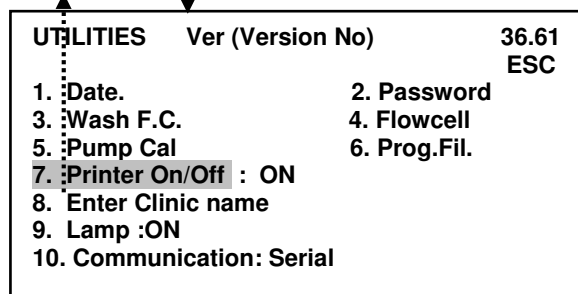 UTILITIES Ver (Version No) 36.61
ESC
1. Date. 2. Password
3. Wash F.C. 4. Flowcell
5. Pump Cal 6. Prog.Fil.
7. Printer On/Off : ON
8. Enter Clinic name
9. Lamp :ON
10. Communication: Serial